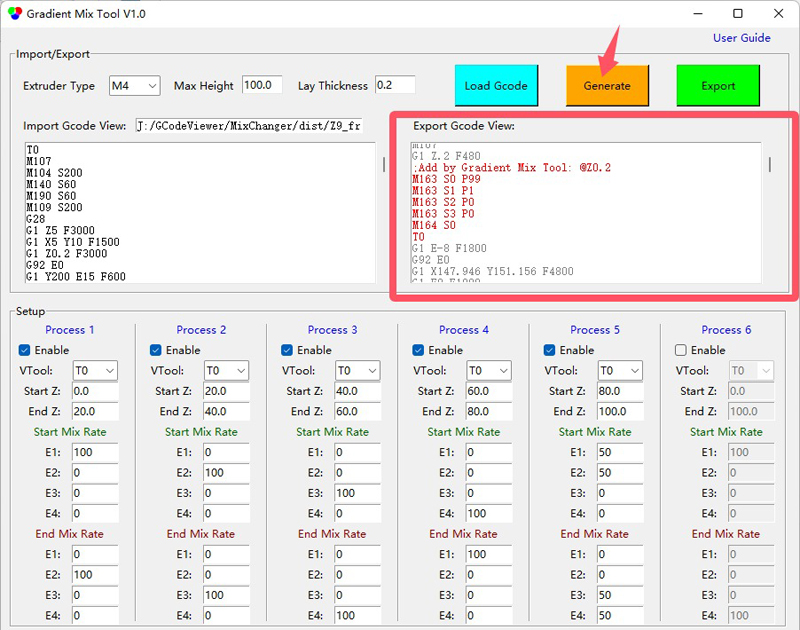 Gradient Mix Tool V1.0
User Guide
Import/Export
Extruder Type M4 Max Height 100.0 Lay Thickness 0.2 Load Gcode Generate Export
Import Gcode View: J:/GCodeViewer/MixChanger/dist/Z9_fr Export Gcode View:
T0
M107
M104 S200
M140 S60
M190 S60
M109 S200
G28
G1 Z5 F3000
G1 X5 Y10 F1500
G1 Z0.2 F3000
G92 E0
G1 Y200 E15 F600
M107
G1 Z.2 F480
;Add by Gradient Mix Tool: @Z0.2
M163 S0 P99
M163 S1 P1
M163 S2 P0
M163 S3 P0
M164 S0
T0
G1 E-8 F1800
G92 E0
G1 X147.946 Y151.156 F4800
G1 E0 F1800
Setup
Process 1 Process 2 Process 3 Process 4 Process 5 Process 6
Enable Enable Enable Enable Enable Enable
VTool: T0 VTool: T0 VTool: T0 VTool: T0 VTool: T0 VTool: T0
Start Z: 0.0 Start Z: 20.0 Start Z: 40.0 Start Z: 60.0 Start Z: 80.0 Start Z: 0.0
End Z: 20.0 End Z: 40.0 End Z: 60.0 End Z: 80.0 End Z: 100.0 End Z: 100.0
Start Mix Rate Start Mix Rate Start Mix Rate Start Mix Rate Start Mix Rate Start Mix Rate
E1: 100 E1: 0 E1: 0 E1: 0 E1: 50 E1: 100
E2: 0 E2: 100 E2: 0 E2: 0 E2: 50 E2: 0
E3: 0 E3: 0 E3: 100 E3: 0 E3: 0 E3: 0
E4: 0 E4: 0 E4: 0 E4: 100 E4: 0 E4: 0
End Mix Rate End Mix Rate End Mix Rate End Mix Rate End Mix Rate End Mix Rate
E1: 0 E1: 0 E1: 0 E1: 100 E1: 0 E1: 0
E2: 100 E2: 0 E2: 0 E2: 0 E2: 0 E2: 0
E3: 0 E3: 100 E3: 0 E3: 0 E3: 50 E3: 0
E4: 0 E4: 0 E4: 100 E4: 0 E4: 50 E4: 100